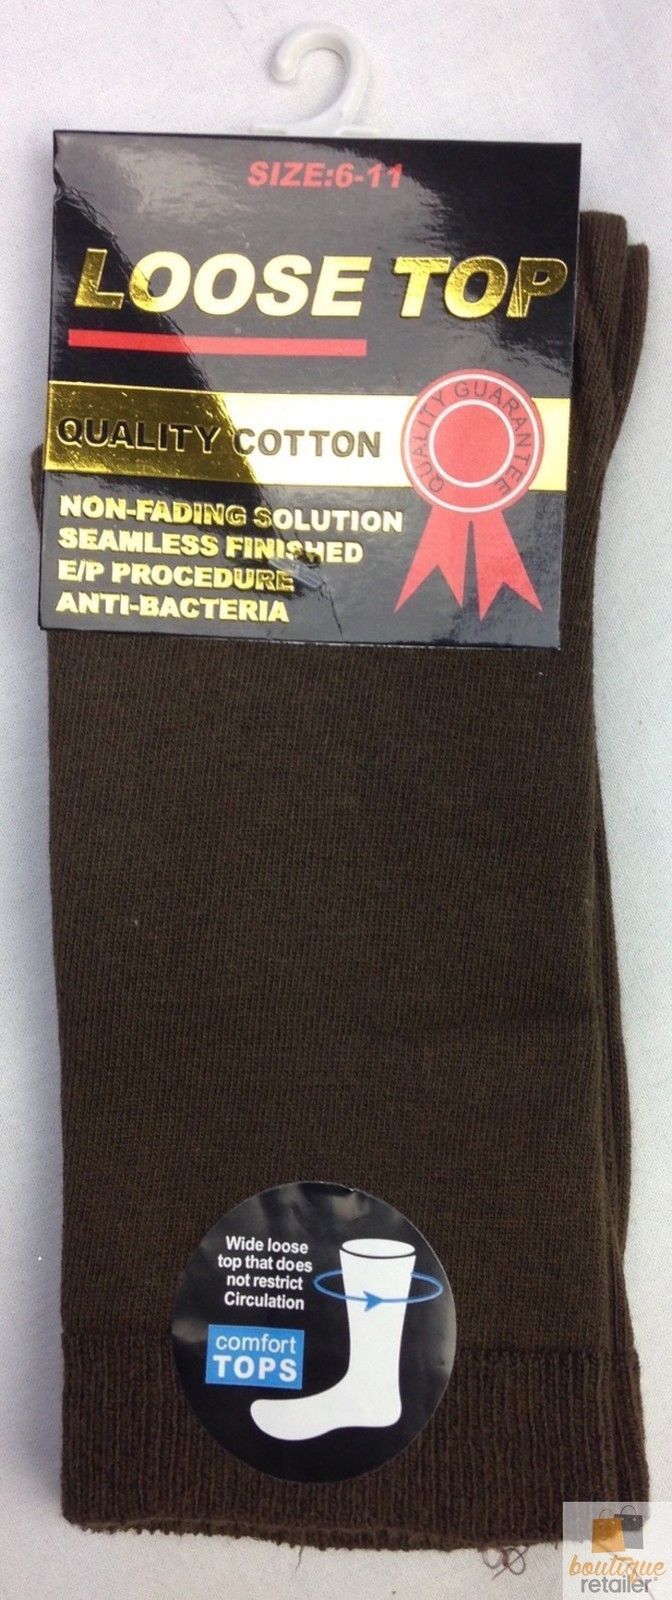 SIZE:6-11
LOOSE TOP
QUALITY COTTON
QUALITY GUARANTEE
NON-FADING SOLUTION
SEAMLESS FINISHED
E/P PROCEDURE
ANTI-BACTERIA
Wide loose
top that does
not restrict
Circulation
comfort
TOPS
boutique
retailer